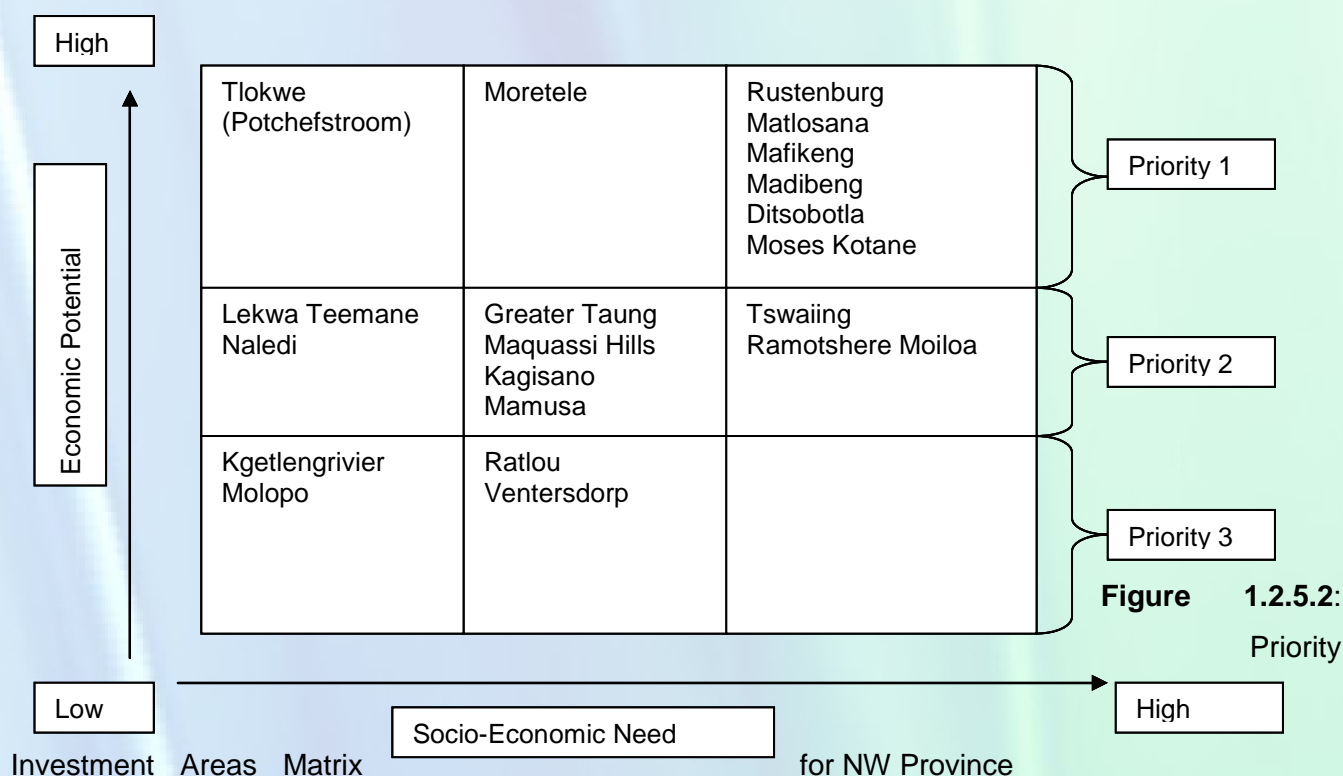 High
Economic Potential
Tlokwe
(Potchefstroom)
Moretele
Rustenburg
Matlosana
Mafikeng
Madibeng
Ditsobotla
Moses Kotane
Priority 1
Lekwa Teemane
Naledi
Greater Taung
Maquassi Hills
Kagisano
Mamusa
Tswaiing
Ramotshere Moiloa
Priority 2
Kgetlengrivier
Molopo
Ratlou
Ventersdorp
Priority 3
Low
Socio-Economic Need
High
Figure 1.2.5.2:
Priority
Investment Areas Matrix for NW Province